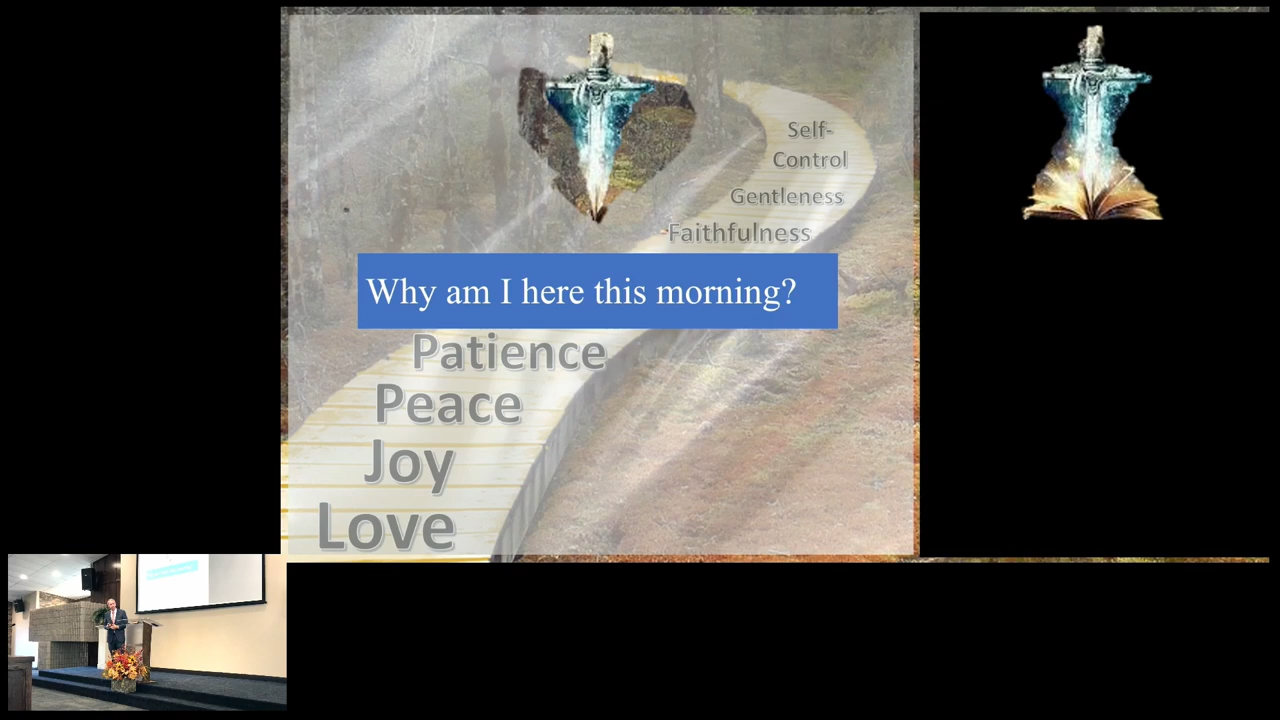 Self-
Control
Gentleness
Faithfulness
Why am I here this morning?
Patience
Peace
Joy
Love